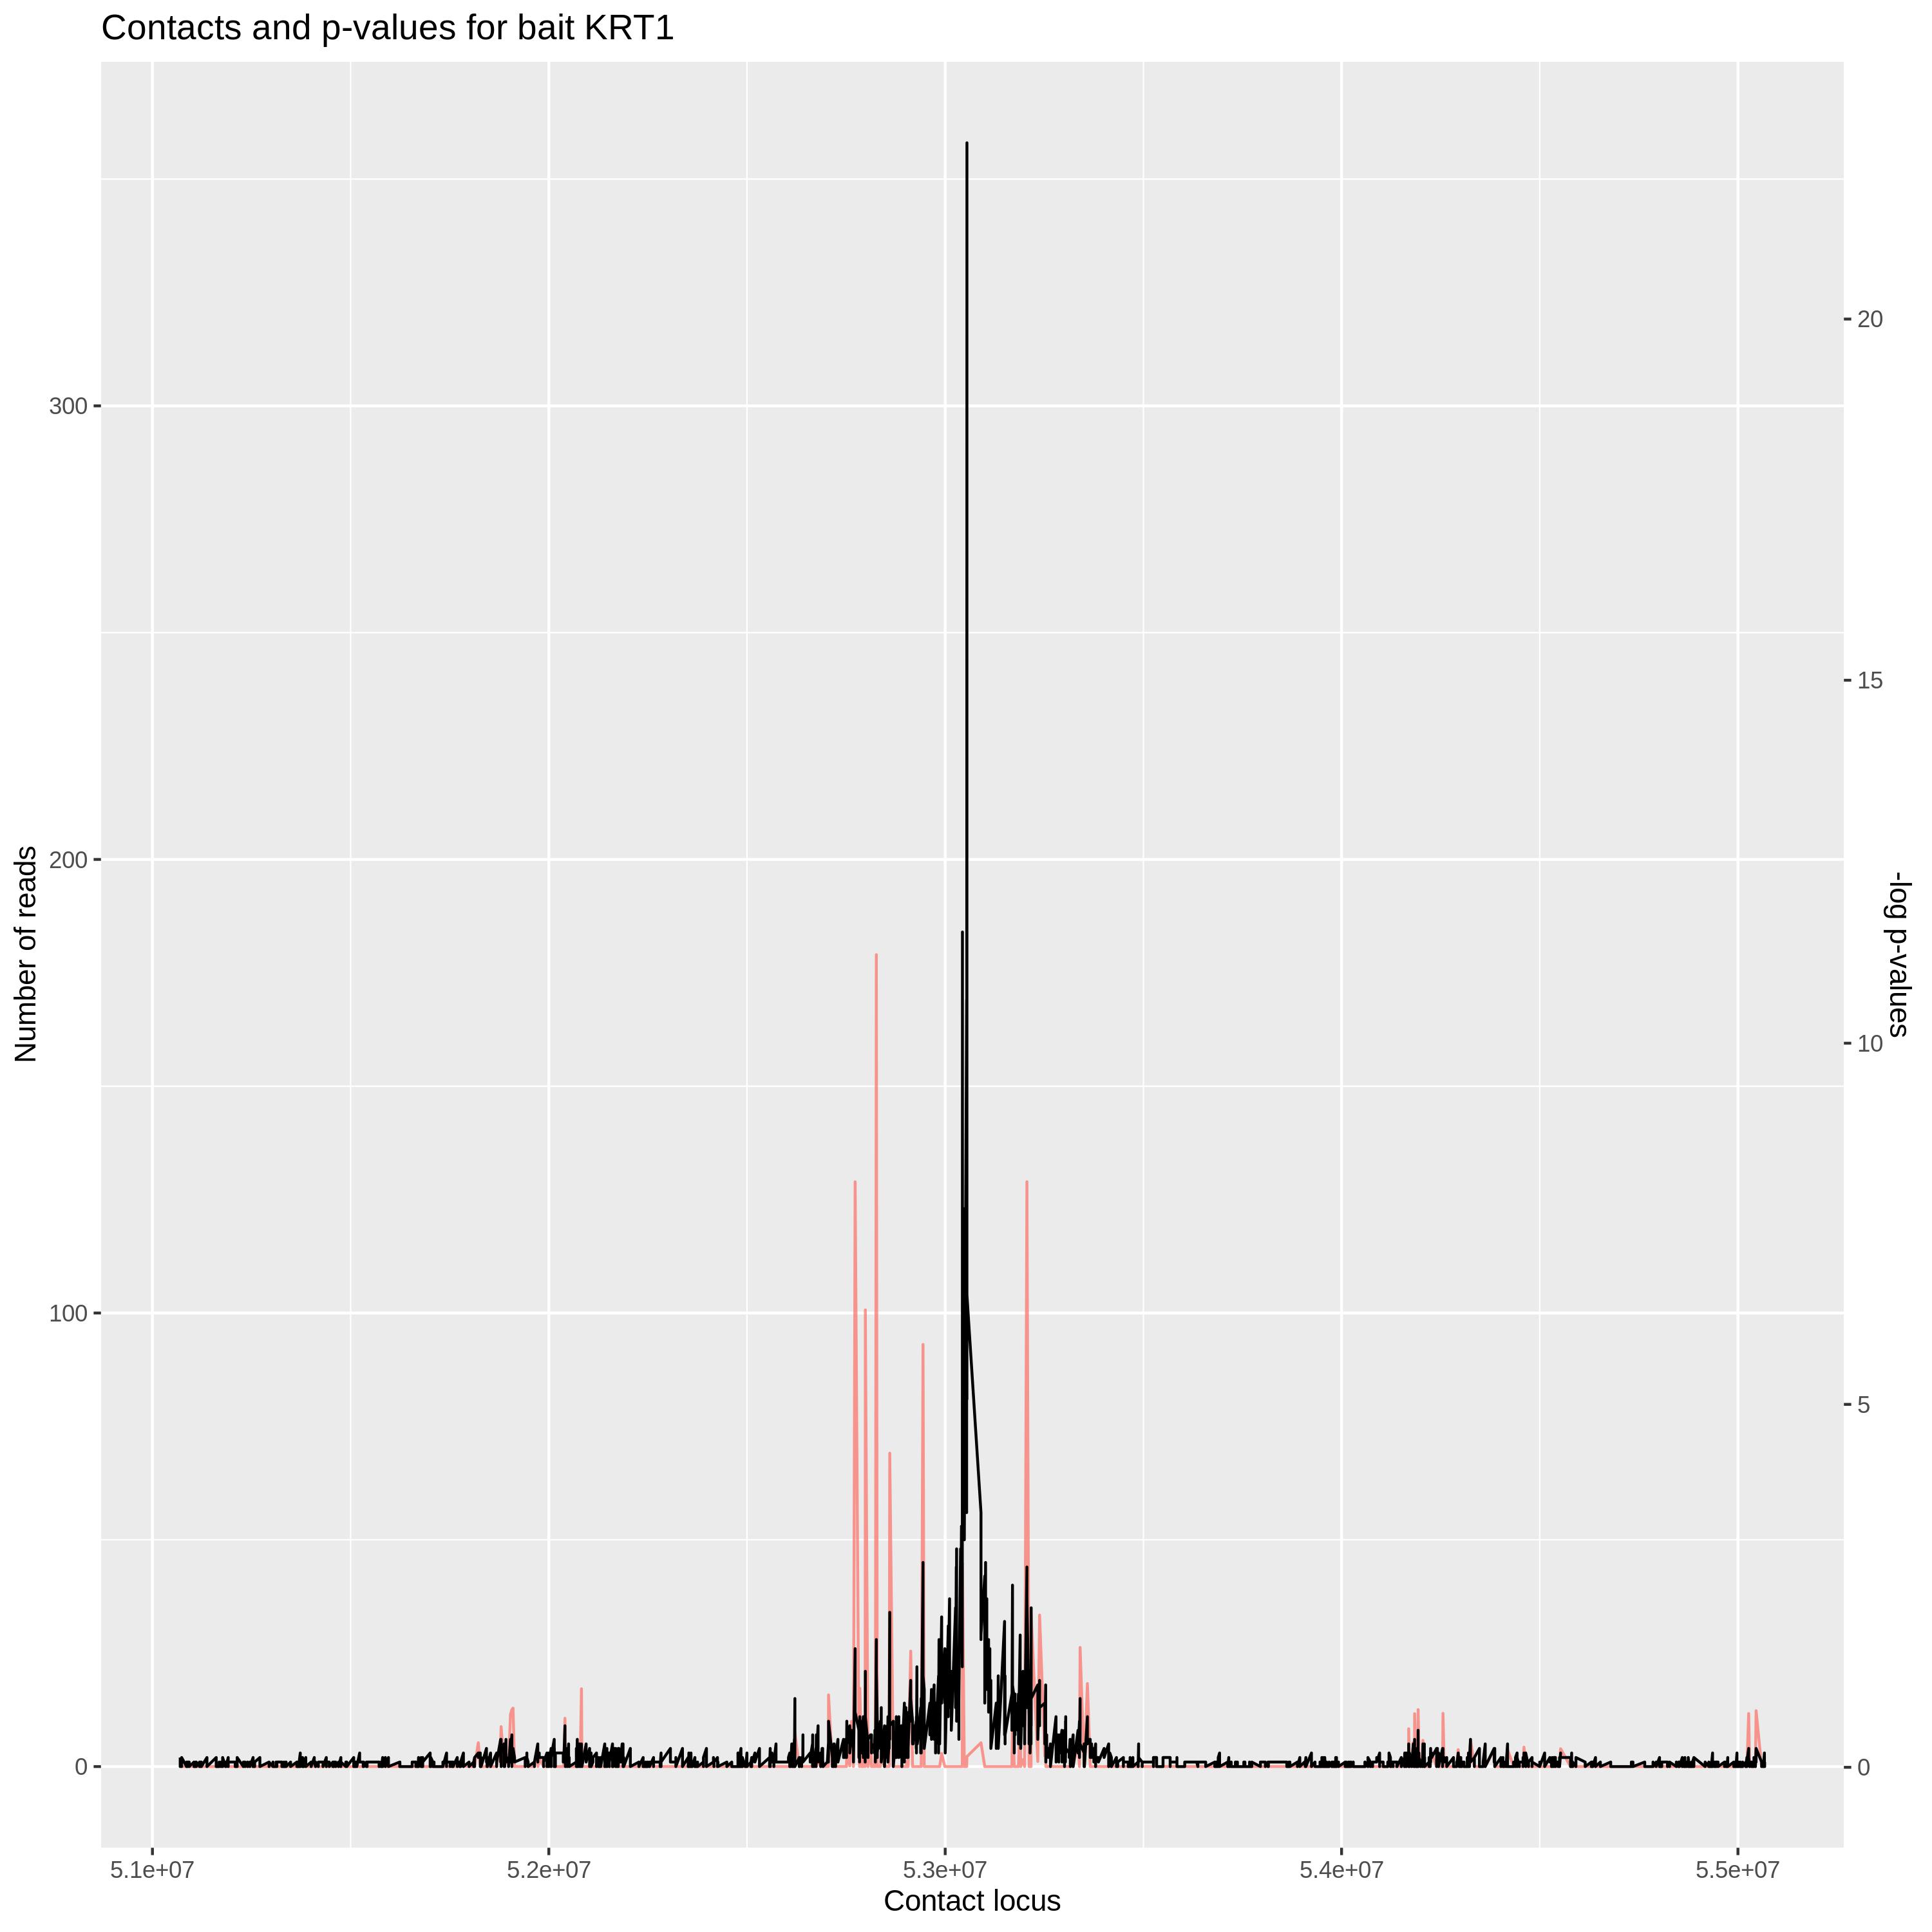 Contacts and p-values for bait KRT1
Number of reads
300
200
100
0
20
15
10
5
0
-log p-values
5.1e+07 5.2e+07 5.3e+07 5.4e+07 5.5e+07
Contact locus